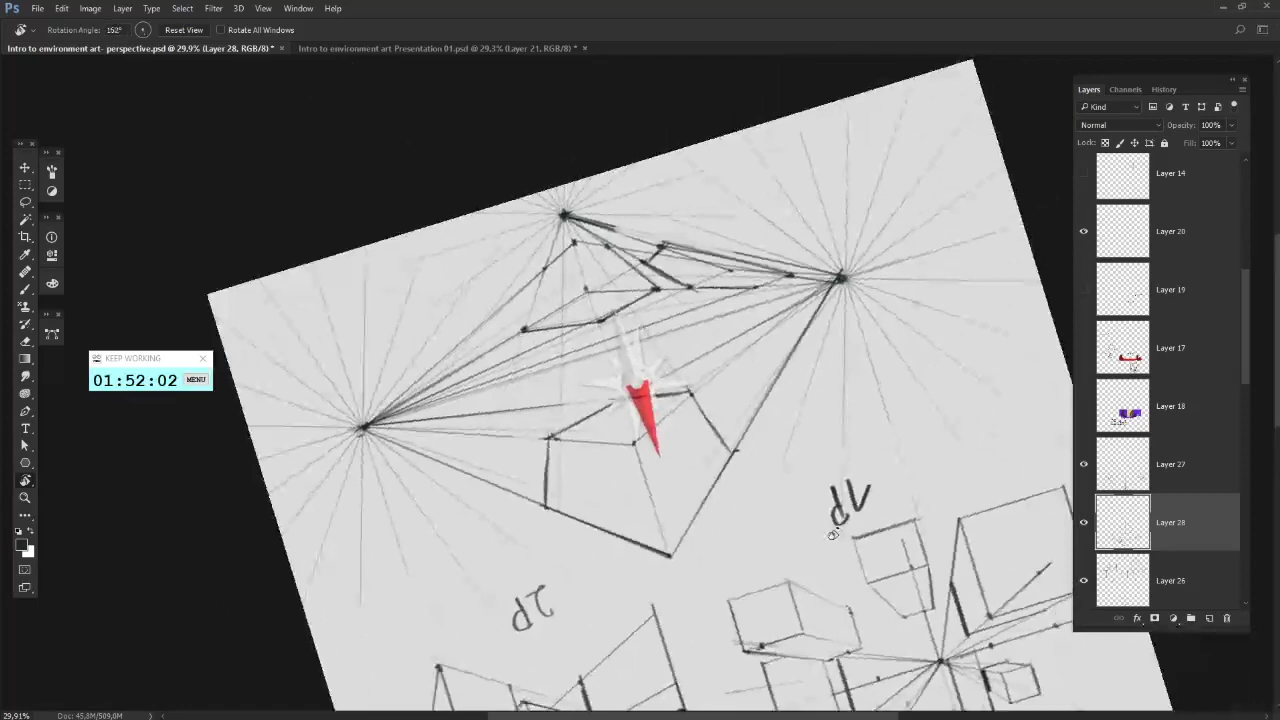 Ps File Edit Image Layer Type Select Filter 3D View Window Help
Rotation Angle: 152° Reset View Rotate All Windows
Intro to environment art- perspective.psd @ 29,9% (Layer 28, RGB/8) * × Intro to environment art Presentation 01.psd @ 29,3% (Layer 21, RGB/8) * ×
Layers Channels History
Kind
Normal Opacity: 100%
Lock: Fill: 100%
Layer 14
Layer 20
Layer 19
Layer 17
Layer 18
Layer 27
Layer 28
Layer 26
KEEP WORKING
01:52:02 MENU
2P
29,91% Doc: 45,8M/509,0M